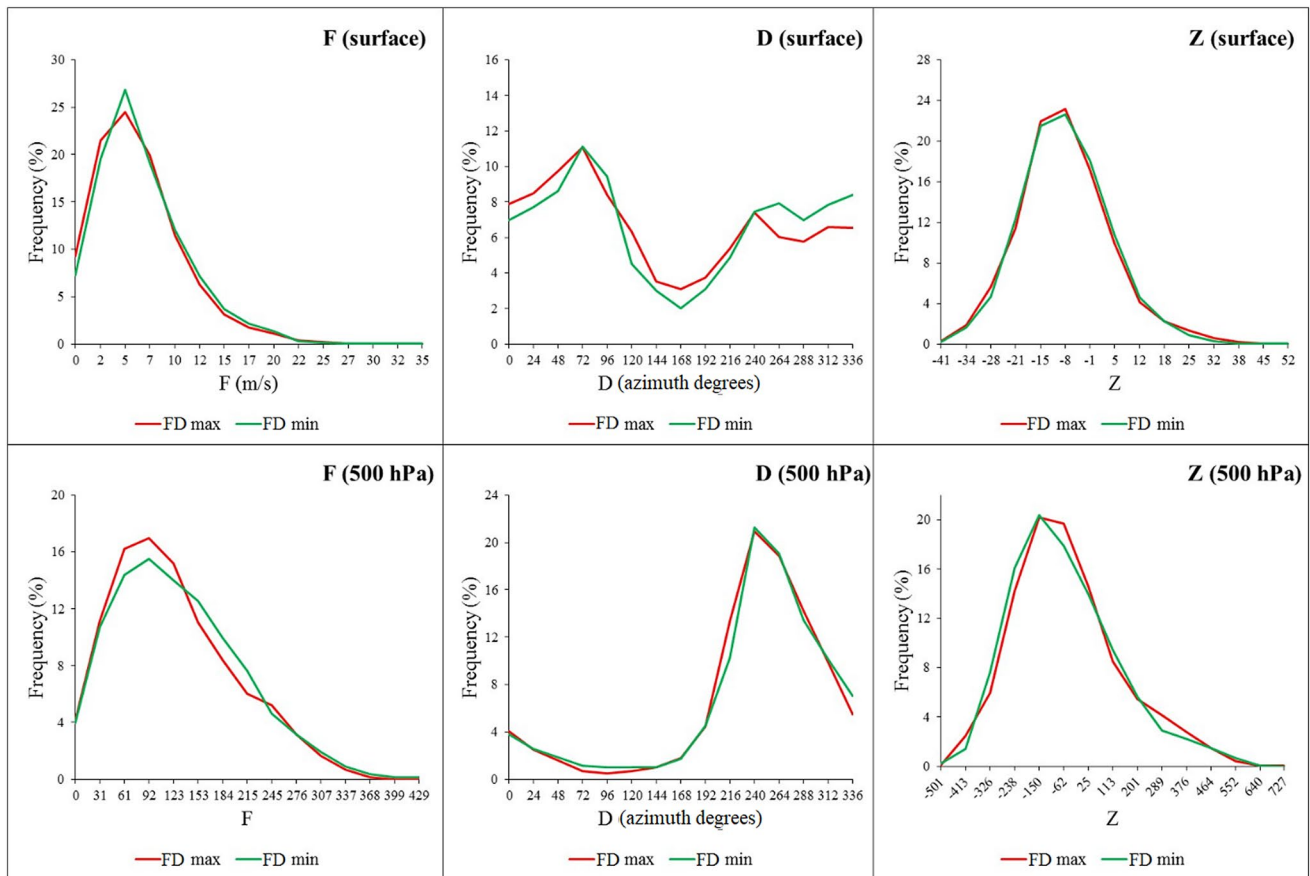 F (surface)
30
25
20
15
10
5
0
Frequency (%)
0 2 5 7 10 12 15 17 20 22 25 27 30 32 35
F (m/s)
FD max FD min
D (surface)
16
14
12
10
8
6
4
2
0
Frequency (%)
0 24 48 72 96 120 144 168 192 216 240 264 288 312 336
D (azimuth degrees)
FD max FD min
Z (surface)
28
24
20
16
12
8
4
0
Frequency (%)
-41 -34 -28 -21 -15 -8 -1 5 12 18 25 32 38 45 52
Z
FD max FD min
F (500 hPa)
20
16
12
8
4
0
Frequency (%)
0 31 61 92 123 153 184 215 245 276 307 337 368 399 429
F
FD max FD min
D (500 hPa)
24
20
16
12
8
4
0
Frequency (%)
0 24 48 72 96 120 144 168 192 216 240 264 288 312 336
D (azimuth degrees)
FD max FD min
Z (500 hPa)
20
16
12
8
4
0
Frequency (%)
-501 -413 -326 -238 -150 -62 25 113 201 289 376 464 552 640 727
Z
FD max FD min